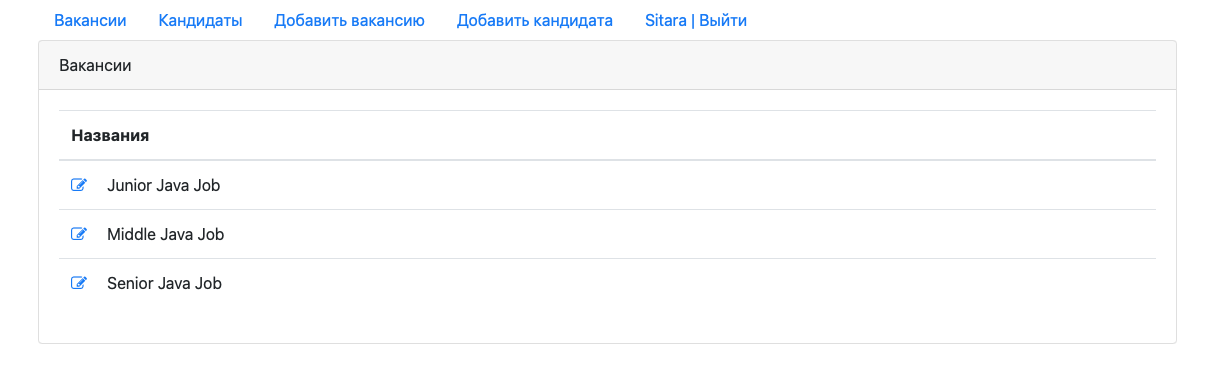 Вакансии Кандидаты Добавить вакансию Добавить кандидата Sitara | Выйти
Вакансии
Названия
Junior Java Job
Middle Java Job
Senior Java Job